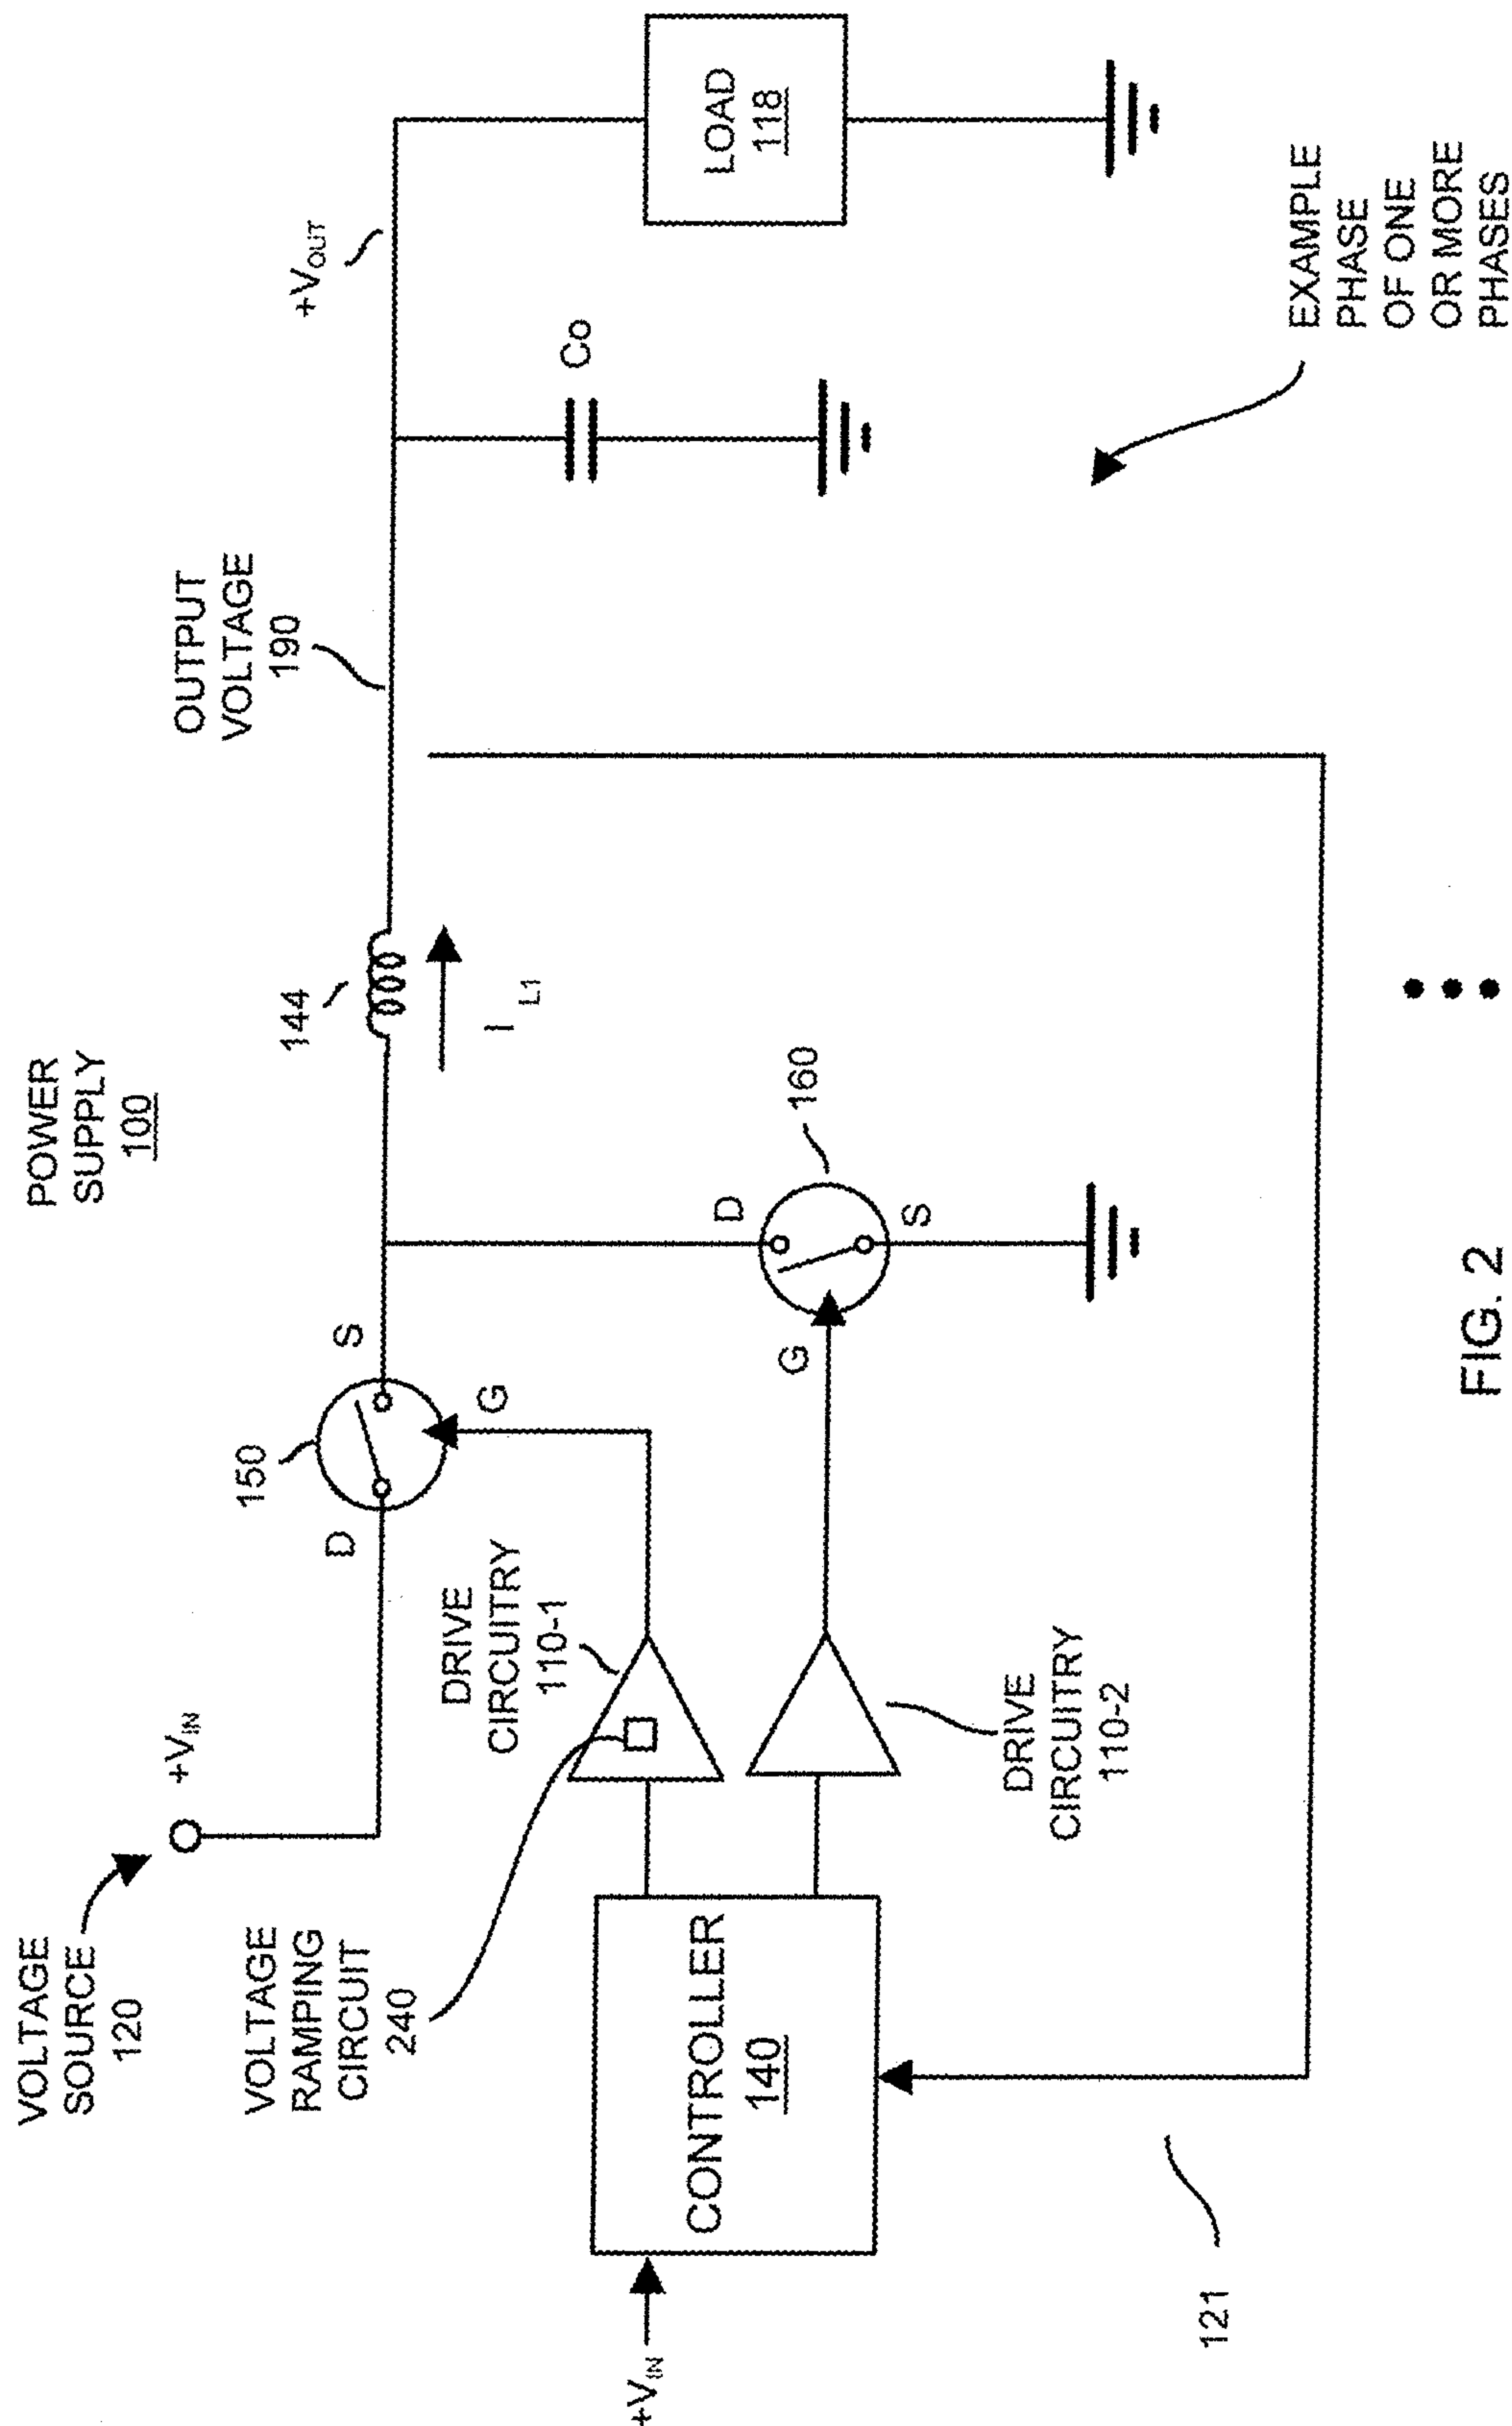 POWER
SUPPLY
100
VOLTAGE
SOURCE
120
+VIN
VOLTAGE
RAMPING
CIRCUIT
240
DRIVE
CIRCUITRY
110-1
150
D
S
G
144
I L1
OUTPUT
VOLTAGE
190
+VOUT
Co
LOAD
118
+VIN
CONTROLLER
140
DRIVE
CIRCUITRY
110-2
G
D
S
160
121
EXAMPLE
PHASE
OF ONE
OR MORE
PHASES
FIG. 2